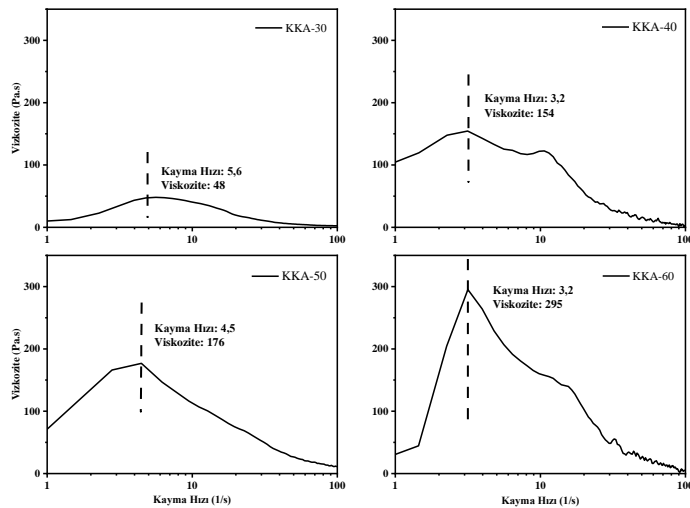 KKA-30
Vizkozite (Pa.s)
300
200
100
0
Kayma Hızı: 5,6
Viskozite: 48
1
10
100
KKA-40
300
200
100
0
Kayma Hızı: 3,2
Viskozite: 154
1
10
100
KKA-50
Vizkozite (Pa.s)
300
200
100
0
Kayma Hızı: 4,5
Viskozite: 176
1
10
100
Kayma Hızı (1/s)
KKA-60
300
200
100
0
Kayma Hızı: 3,2
Viskozite: 295
1
10
100
Kayma Hızı (1/s)